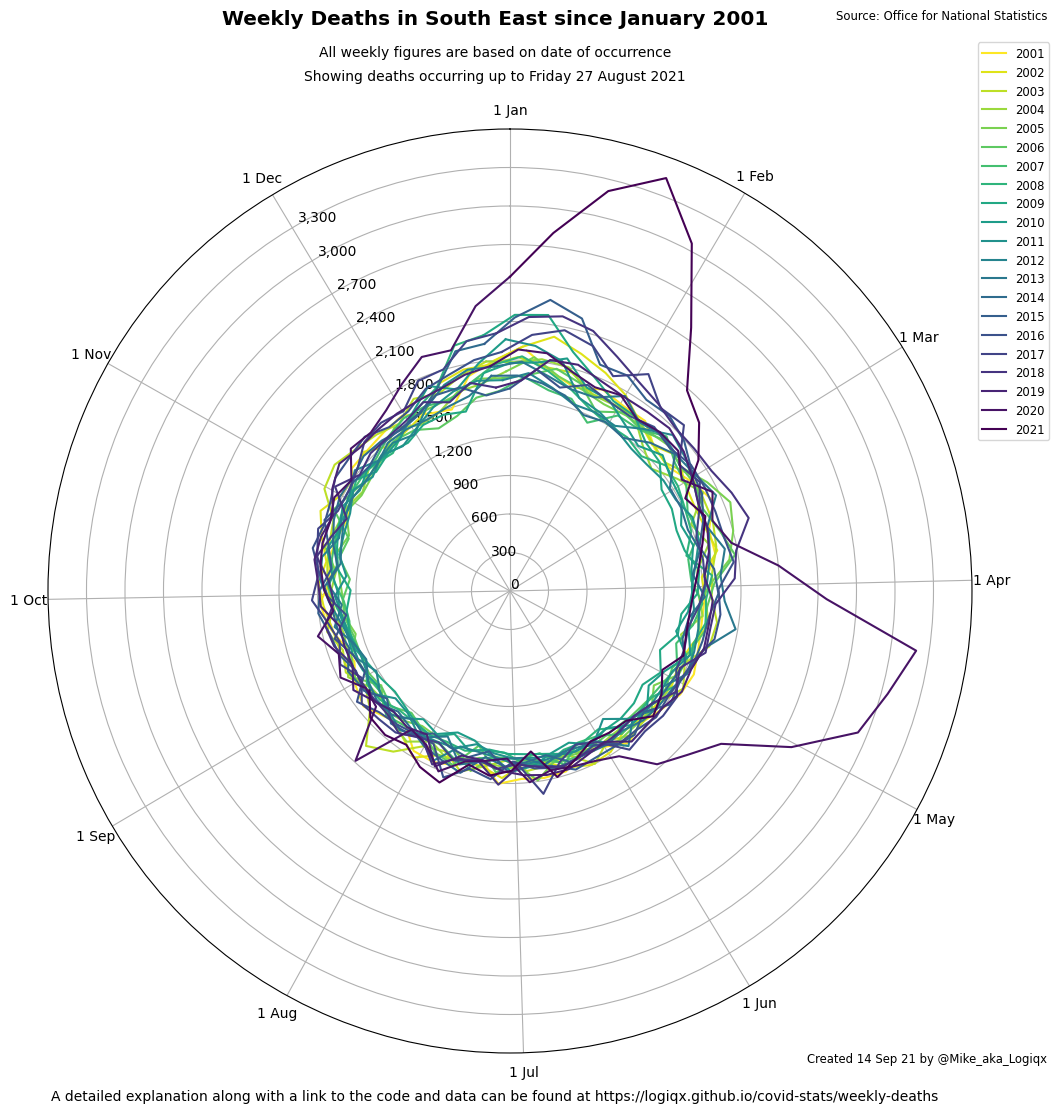 Weekly Deaths in South East since January 2001
Source: Office for National Statistics
All weekly figures are based on date of occurrence
Showing deaths occurring up to Friday 27 August 2021
2001
2002
2003
2004
2005
2006
2007
2008
2009
2010
2011
2012
2013
2014
2015
2016
2017
2018
2019
2020
2021
1 Jan
1 Feb
1 Mar
1 Apr
1 May
1 Jun
1 Jul
1 Aug
1 Sep
1 Oct
1 Nov
1 Dec
3,300
3,000
2,700
2,400
2,100
1,800
1,500
1,200
900
600
300
0
Created 14 Sep 21 by @Mike_aka_Logiqx
A detailed explanation along with a link to the code and data can be found at https://logiqx.github.io/covid-stats/weekly-deaths